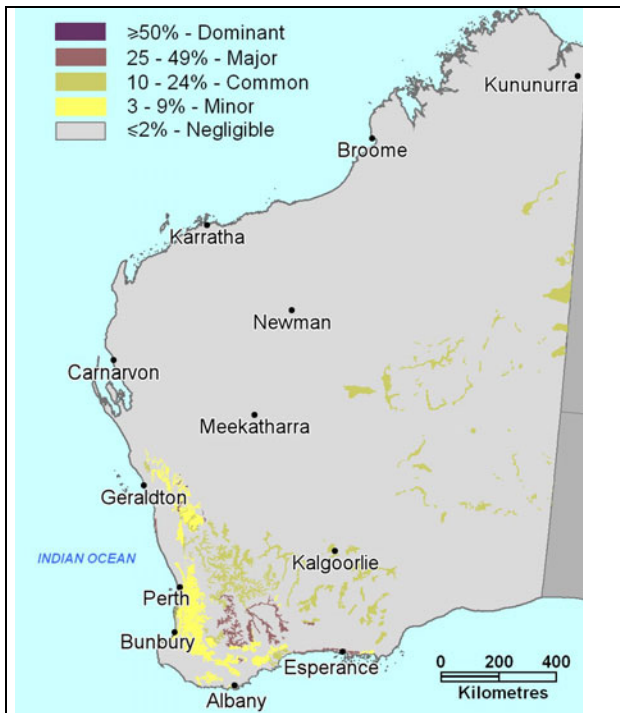 ≥50% - Dominant
25 - 49% - Major
10 - 24% - Common
3 - 9% - Minor
≤2% - Negligible
Kununurra
Broome
Karratha
Newman
Carnarvon
Meekatharra
Geraldton
INDIAN OCEAN
Kalgoorlie
Perth
Bunbury
Esperance
Albany
0 200 400
Kilometres